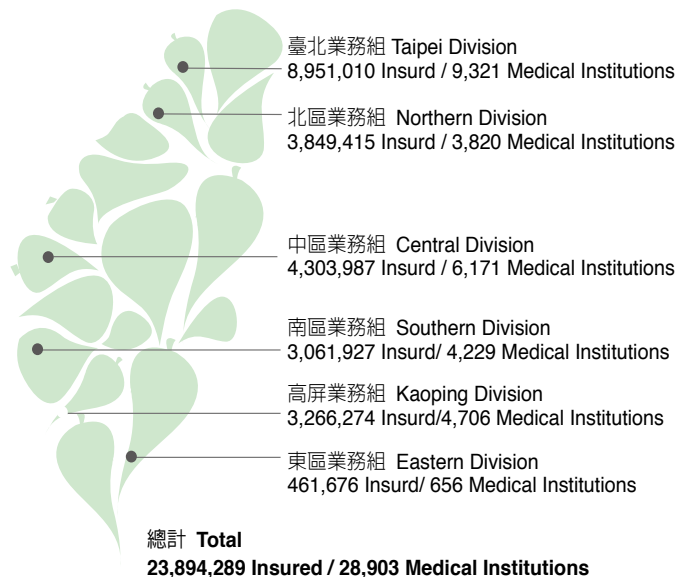 臺北業務組 Taipei Division
8,951,010 Insurd / 9,321 Medical Institutions
北區業務組 Northern Division
3,849,415 Insurd / 3,820 Medical Institutions
中區業務組 Central Division
4,303,987 Insurd / 6,171 Medical Institutions
南區業務組 Southern Division
3,061,927 Insurd/ 4,229 Medical Institutions
高屏業務組 Kaoping Division
3,266,274 Insurd/4,706 Medical Institutions
東區業務組 Eastern Division
461,676 Insurd/ 656 Medical Institutions
總計 Total
23,894,289 Insured / 28,903 Medical Institutions